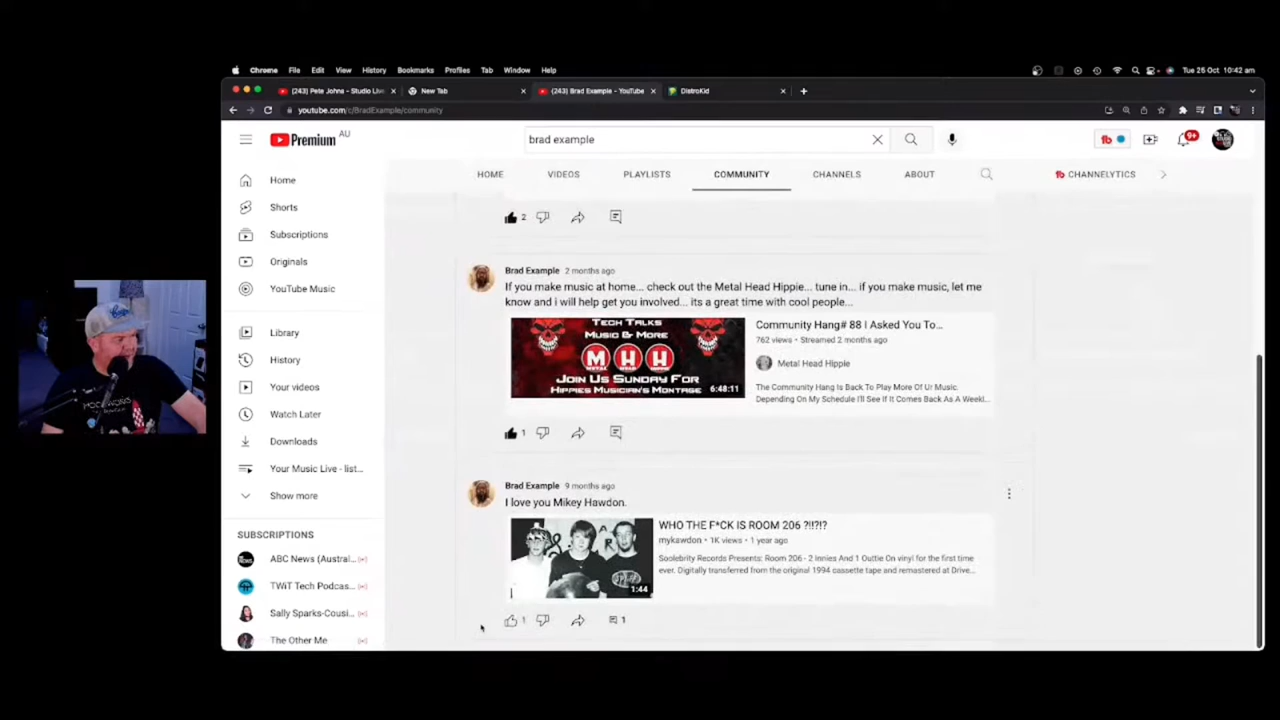 Chrome File Edit View History Bookmarks Profiles Tab Window Help Tue 25 Oct. 10:42 am
(243) Pete Johns - Studio Live New Tab (243) Brad Example - YouTube DistroKid
youtube.com/c/BradExample/community
Premium AU
brad example
9+
HOME VIDEOS PLAYLISTS COMMUNITY CHANNELS ABOUT CHANNELYTICS
Home
Shorts
Subscriptions
Originals
YouTube Music
Library
History
Your videos
Watch Later
Downloads
Your Music Live - list...
Show more
SUBSCRIPTIONS
ABC News (Austral...
TWiT Tech Podcas...
Sally Sparks-Cousi...
The Other Me
2
Brad Example 2 months ago
If you make music at home... check out the Metal Head Hippie... tune in... if you make music, let me
know and i will help get you involved... its a great time with cool people...
TECH TALKS
MUSIC & MORE
M H H
METAL HEAD HIPPIE
JOIN US SUNDAY FOR
HIPPIES MUSICIAN'S MONTAGE
6:48:11
Community Hang# 88 I Asked You To...
762 views • Streamed 2 months ago
Metal Head Hippie
The Community Hang Is Back To Play More Of Ur Music.
Depending On My Schedule I'll See If It Comes Back As A Weekl...
1
Brad Example 9 months ago
I love you Mikey Hawdon.
1:44
WHO THE F*CK IS ROOM 206 ?!!?!?
mykawdon • 1K views • 1 year ago
Soolebrity Records Presents: Room 206 - 2 Innies And 1 Outtie On vinyl for the first time
ever. Digitally transferred from the original 1994 cassette tape and remastered at Drive...
1 1